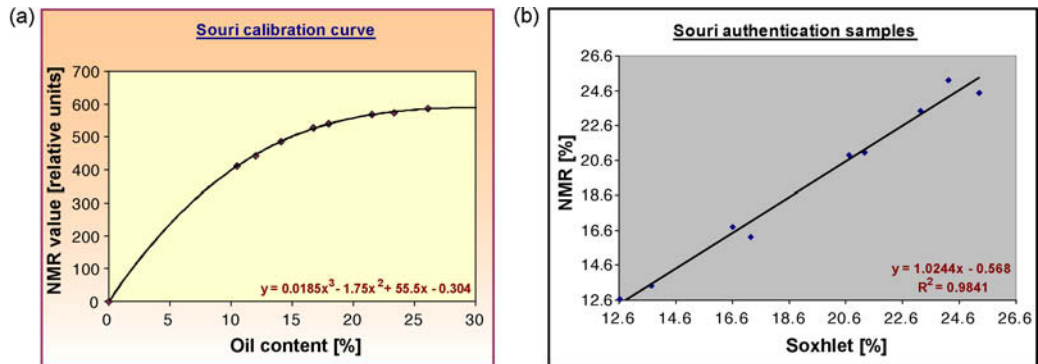 (a)
Souri calibration curve
NMR value [relative units]
700
600
500
400
300
200
100
0
0 5 10 15 20 25 30
Oil content [%]
y = 0.0185x³ - 1.75x² + 55.5x - 0.304
(b)
Souri authentication samples
NMR [%]
26.6
24.6
22.6
20.6
18.6
16.6
14.6
12.6
12.6 14.6 16.6 18.6 20.6 22.6 24.6 26.6
Soxhlet [%]
y = 1.0244x - 0.568
R² = 0.9841